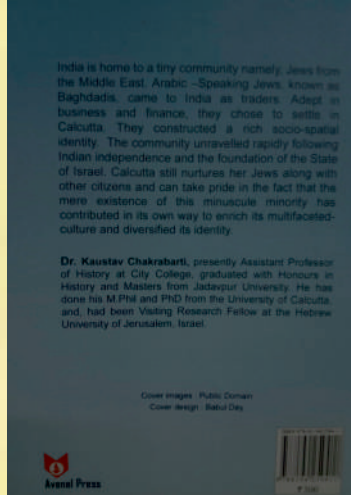 India is home to a tiny community namely, Jews from
the Middle East. Arabic –Speaking Jews, known as
Baghdadis, came to India as traders. Adept in
business and finance, they chose to settle in
Calcutta. They constructed a rich socio-spatial
identity. The community unravelled rapidly following
Indian independence and the foundation of the State
of Israel. Calcutta still nurtures her Jews along with
other citizens and can take pride in the fact that the
mere existence of this minuscule minority has
contributed in its own way to enrich its multifaceted-
culture and diversified its identity.
Dr. Kaustav Chakrabarti, presently Assistant Professor
of History at City College, graduated with Honours in
History and Masters from Jadavpur University. He has
done his M.Phil and PhD from the University of Calcutta,
and, had been Visiting Research Fellow at the Hebrew
University of Jerusalem, Israel.
Cover images : Public Domain
Cover design : Babul Dey
Avenel Press